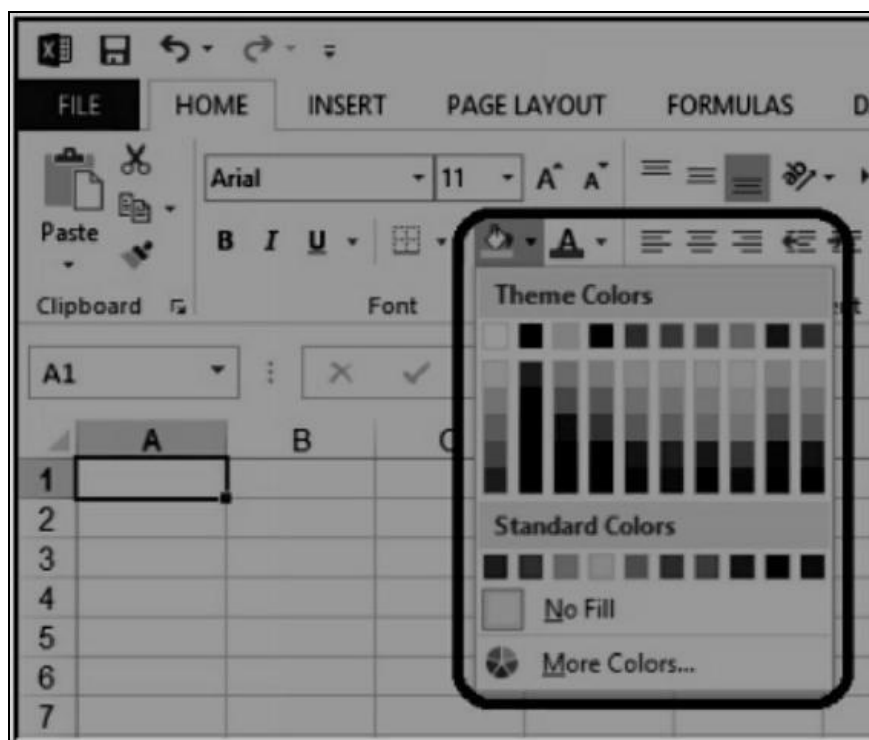 FILE HOME INSERT PAGE LAYOUT FORMULAS D
Arial 11 A A
Paste B I U A
Clipboard Font
Theme Colors
A1
A B C
1
2
Standard Colors
3
4
No Fill
5
More Colors...
6
7